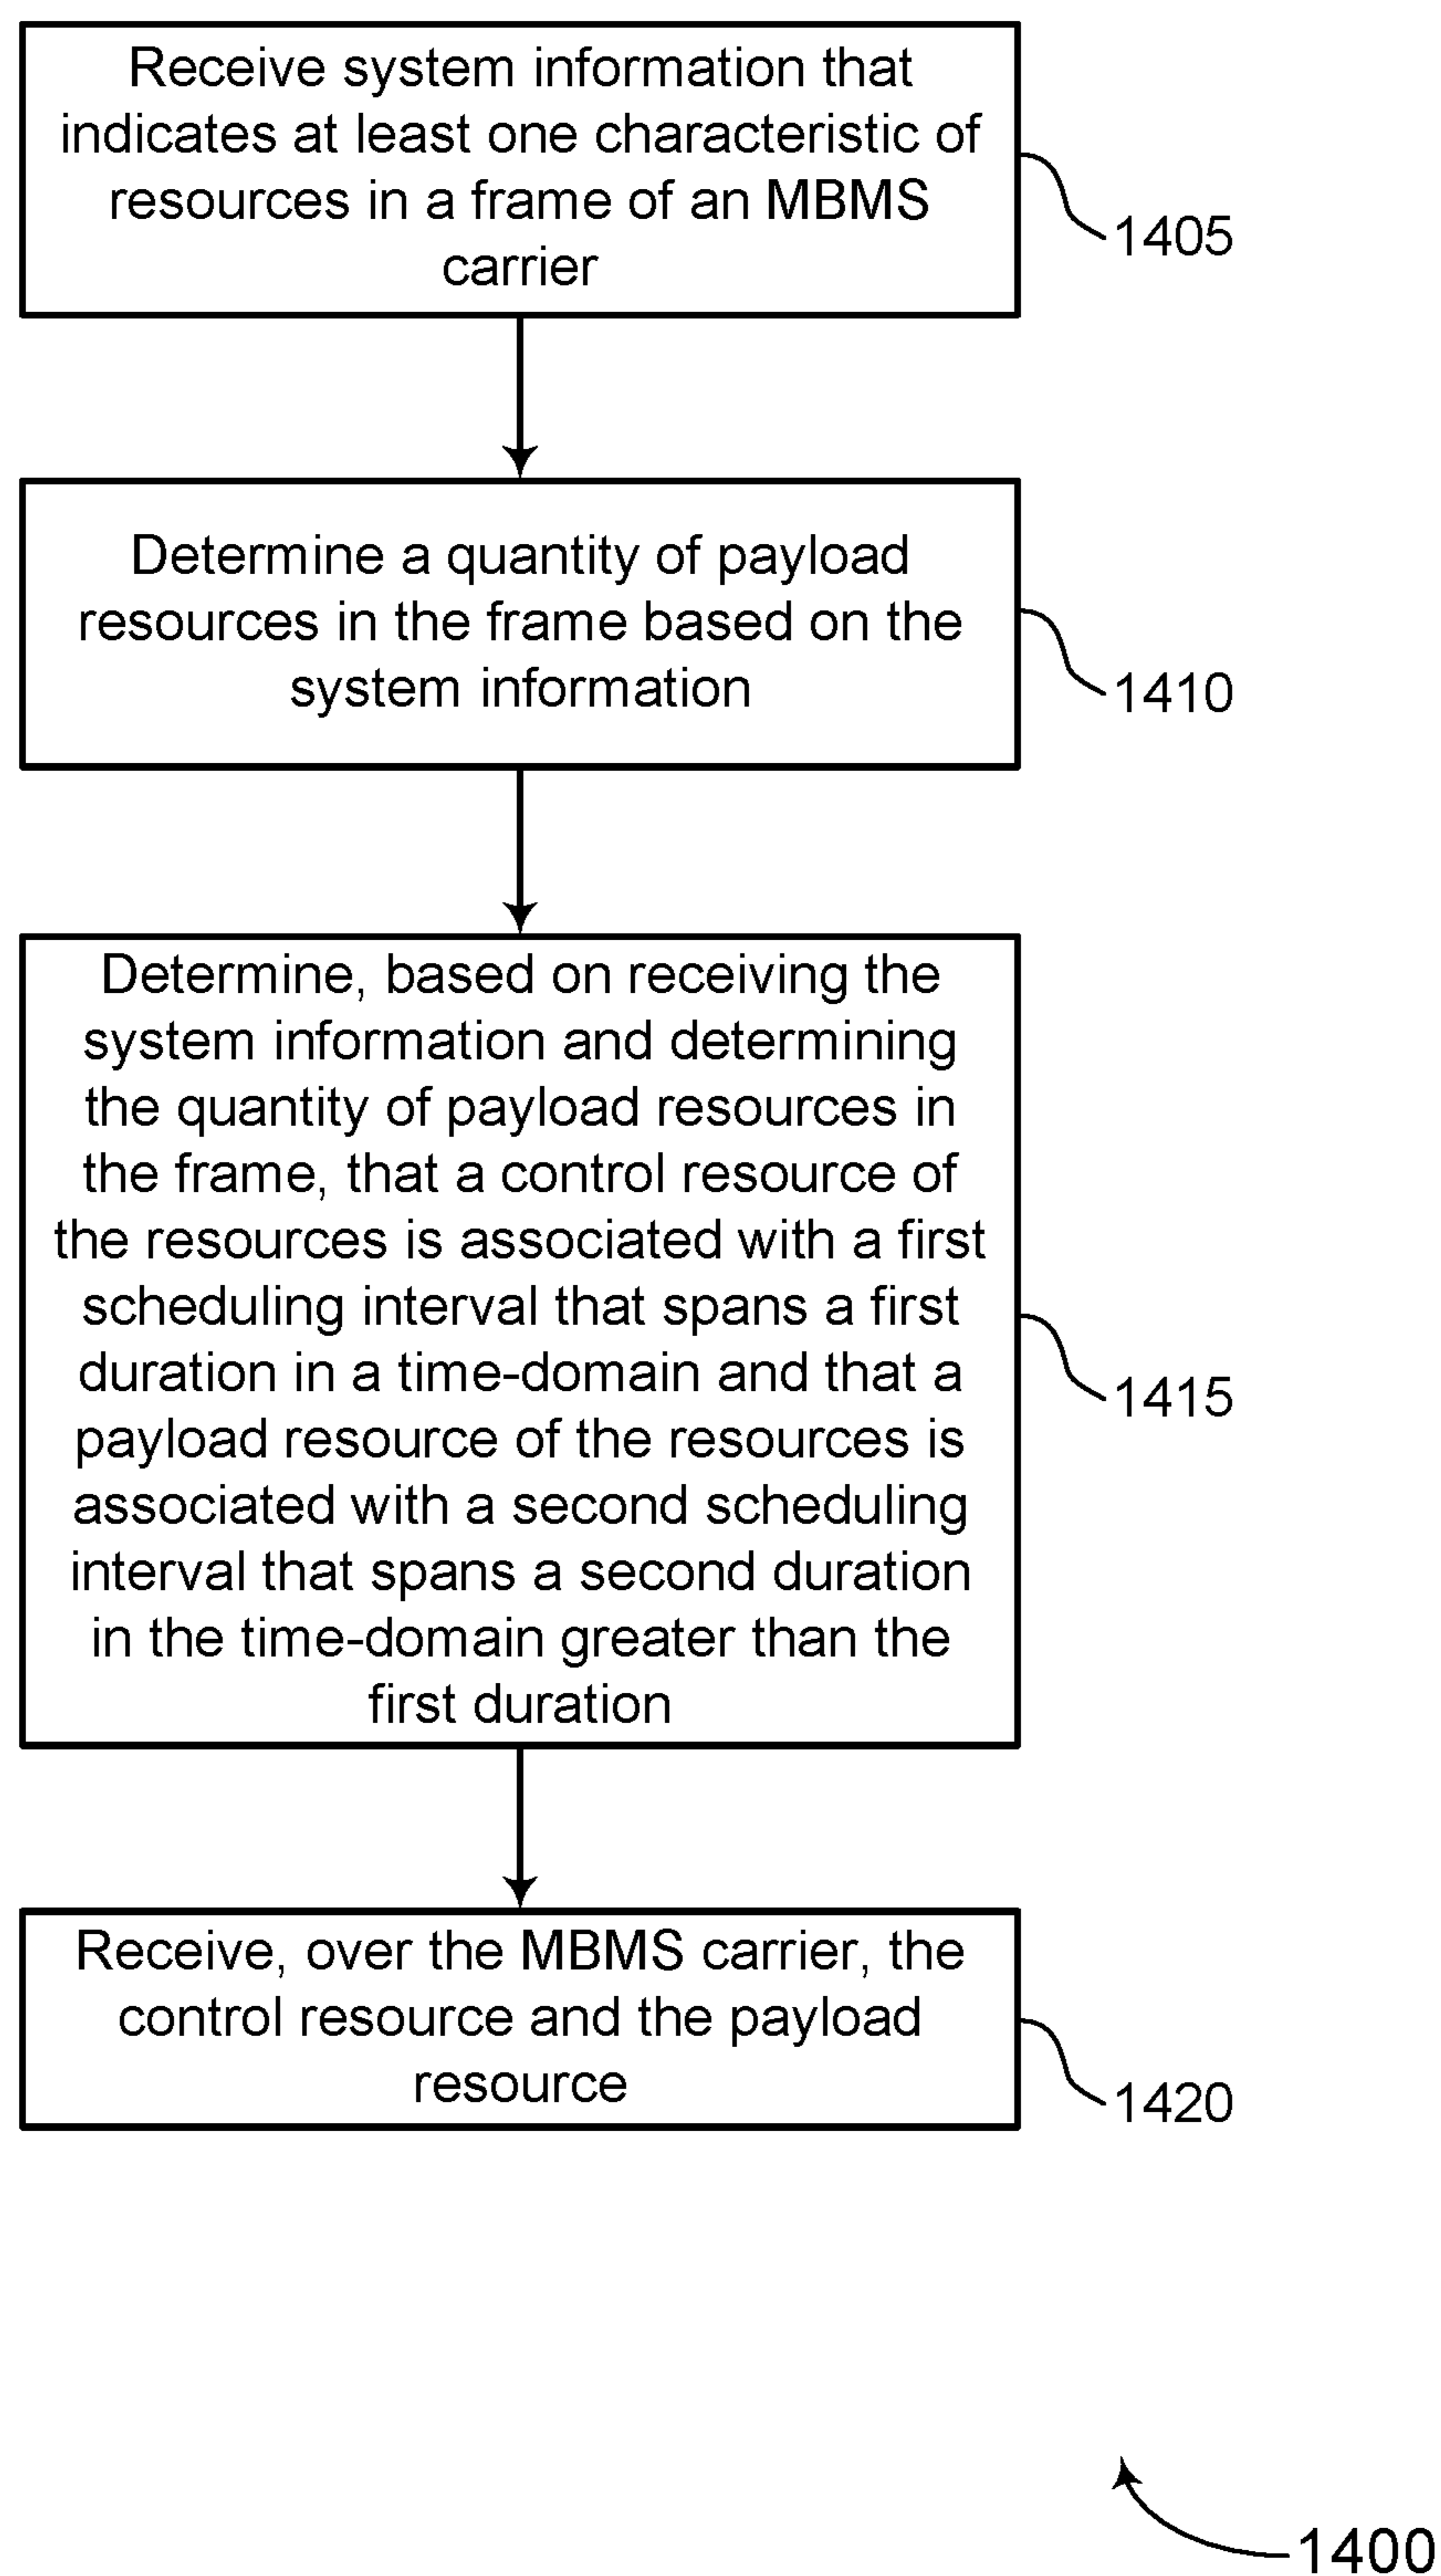 Receive system information that
indicates at least one characteristic of
resources in a frame of an MBMS
carrier
1405
Determine a quantity of payload
resources in the frame based on the
system information
1410
Determine, based on receiving the
system information and determining
the quantity of payload resources in
the frame, that a control resource of
the resources is associated with a first
scheduling interval that spans a first
duration in a time-domain and that a
payload resource of the resources is
associated with a second scheduling
interval that spans a second duration
in the time-domain greater than the
first duration
1415
Receive, over the MBMS carrier, the
control resource and the payload
resource
1420
1400